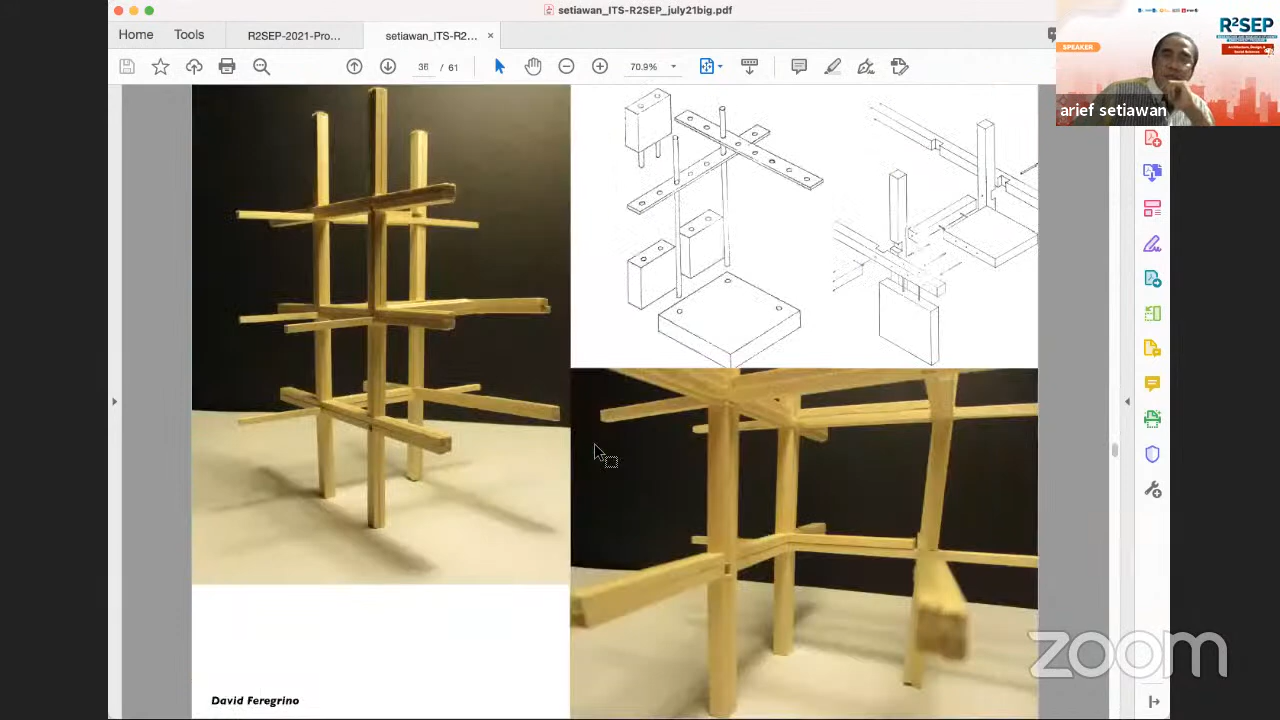 setiawan_ITS-R2SEP_july21big.pdf
Home
Tools
R2SEP-2021-Pro...
setiawan_ITS-R2...
36 / 61
70.9%
David Feregrino
R2SEP
SPEAKER
arief setiawan
zoom